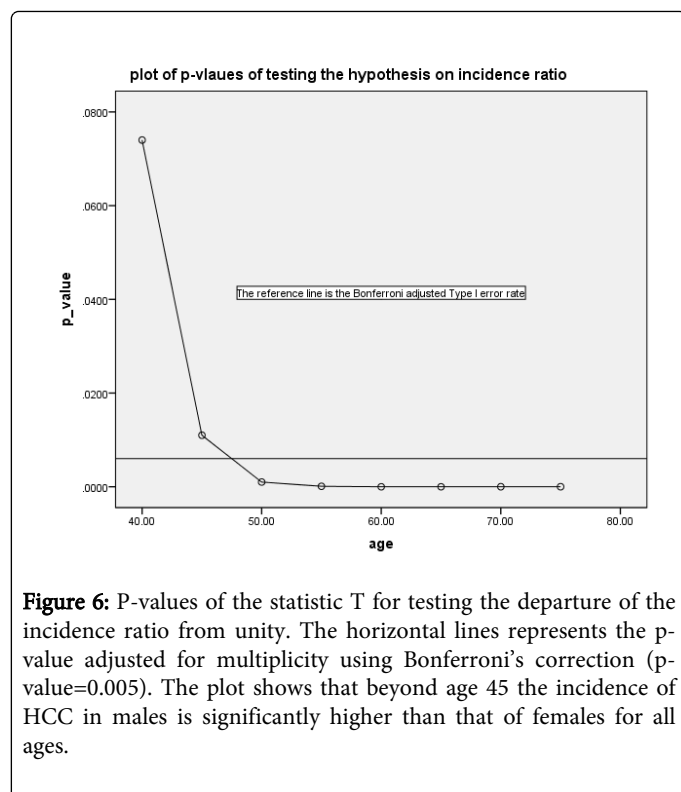 plot of p-vlaues of testing the hypothesis on incidence ratio
.0800
.0600
.0400
.0200
.0000
p_value
The reference line is the Bonferroni adjusted Type I error rate
40.00 50.00 60.00 70.00 80.00
age
Figure 6: P-values of the statistic T for testing the departure of the
incidence ratio from unity. The horizontal lines represents the p-
value adjusted for multiplicity using Bonferroni's correction (p-
value=0.005). The plot shows that beyond age 45 the incidence of
HCC in males is significantly higher than that of females for all
ages.